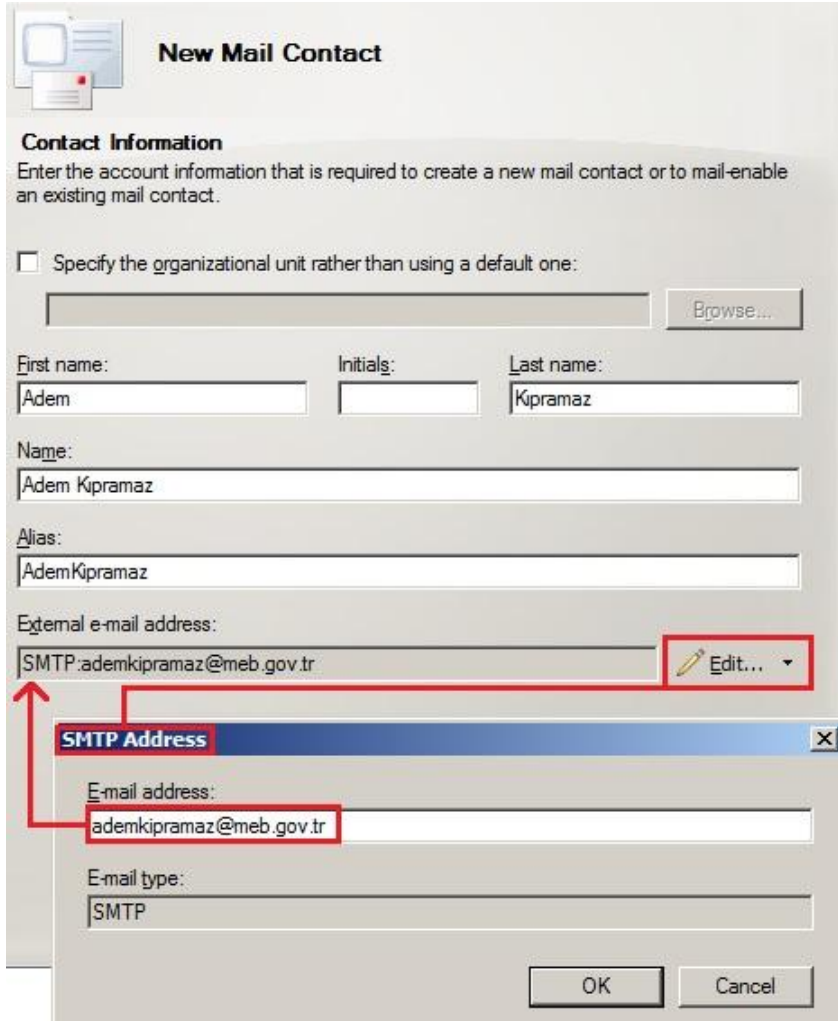 New Mail Contact
Contact Information
Enter the account information that is required to create a new mail contact or to mail-enable
an existing mail contact.
Specify the organizational unit rather than using a default one:
Browse...
First name:
Initials:
Last name:
Adem
Kıpramaz
Name:
Adem Kıpramaz
Alias:
AdemKipramaz
External e-mail address:
SMTP:ademkipramaz@meb.gov.tr
Edit...
SMTP Address
E-mail address:
ademkipramaz@meb.gov.tr
E-mail type:
SMTP
OK
Cancel